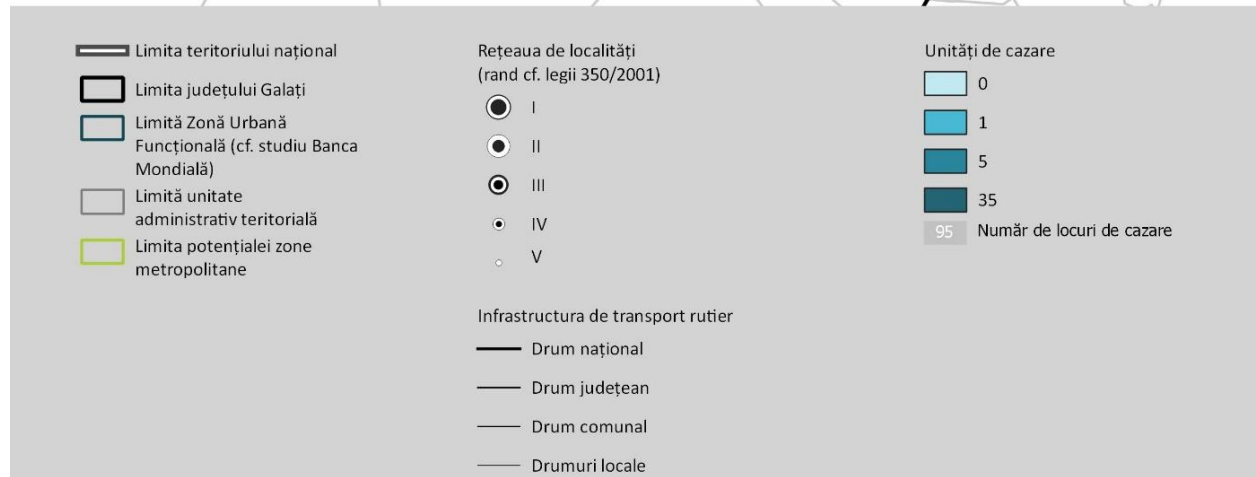 Limita teritoriului național
Limita județului Galați
Limită Zonă Urbană
Funcțională (cf. studiu Banca
Mondială)
Limită unitate
administrativ teritorială
Limita potențialei zone
metropolitane
Rețeaua de localități
(rand cf. legii 350/2001)
I
II
III
IV
V
Infrastructura de transport rutier
Drum național
Drum județean
Drum comunal
Drumuri locale
Unități de cazare
0
1
5
35
95 Număr de locuri de cazare